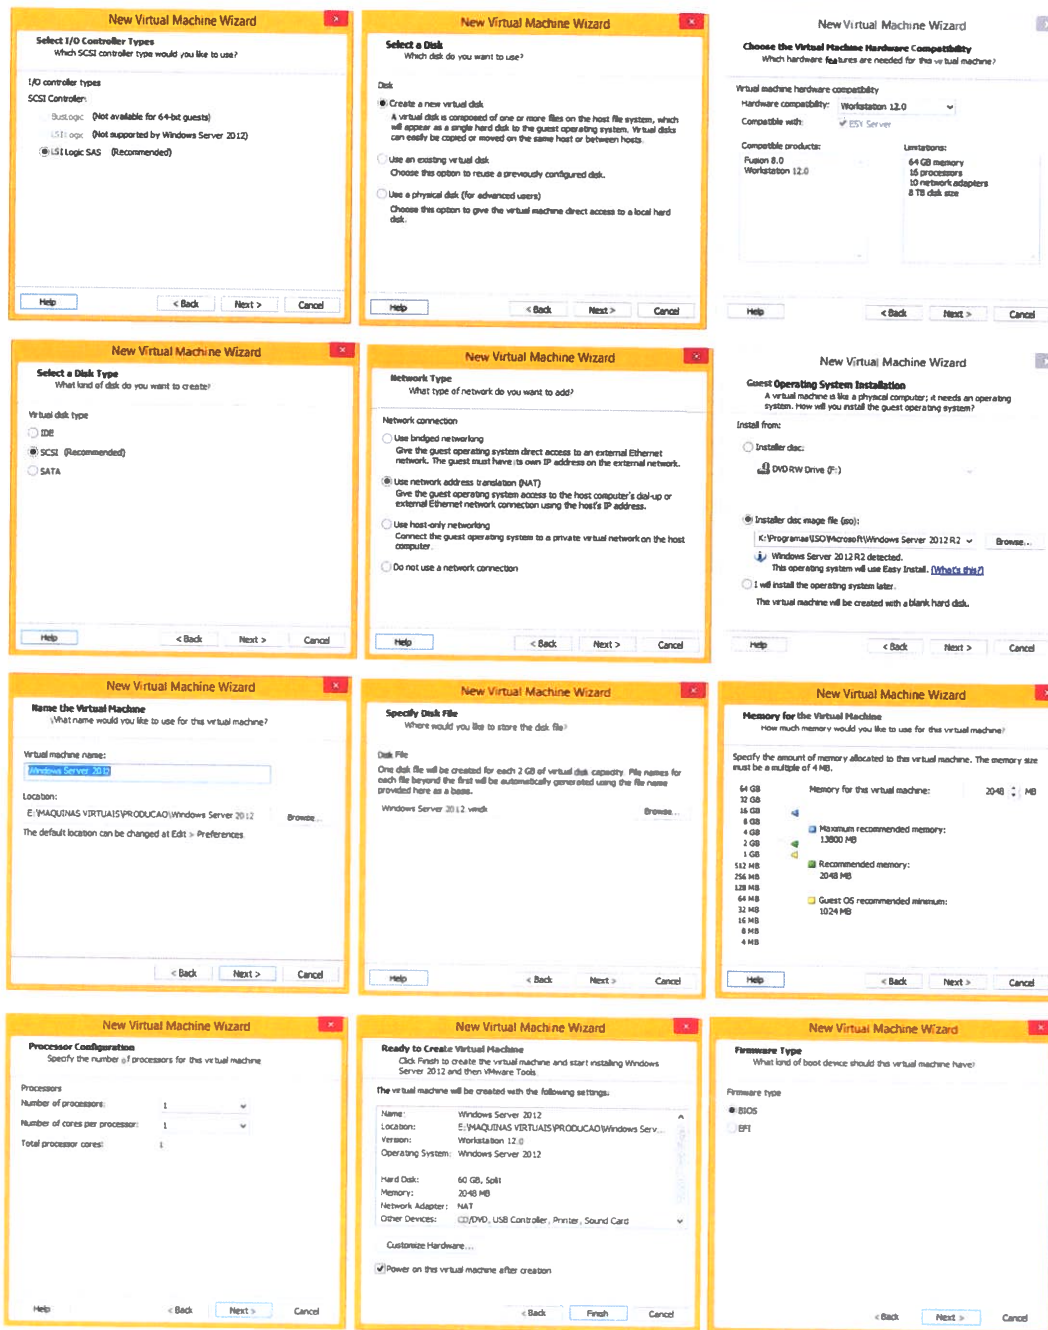 New Virtual Machine Wizard
Select I/O Controller Types
Which SCSI controller type would you like to use?
I/O controller types
SCSI Controller:
BusLogic (Not available for 64-bit guests)
LSI Logic (Not supported by Windows Server 2012)
LSI Logic SAS (Recommended)
Help < Back Next > Cancel
New Virtual Machine Wizard
Select a Disk
Which disk do you want to use?
Disk
Create a new virtual disk
A virtual disk is composed of one or more files on the host file system, which
will appear as a single hard disk to the guest operating system. Virtual disks
can easily be copied or moved on the same host or between hosts.
Use an existing virtual disk
Choose this option to reuse a previously configured disk.
Use a physical disk (for advanced users)
Choose this option to give the virtual machine direct access to a local hard
disk.
Help < Back Next > Cancel
New Virtual Machine Wizard
Choose the Virtual Machine Hardware Compatibility
Which hardware features are needed for this virtual machine?
Virtual machine hardware compatibility
Hardware compatibility: Workstation 12.0
Compatible with: ESX Server
Compatible products:
Fusion 8.0
Workstation 12.0
Limitations:
64 GB memory
16 processors
10 network adapters
8 TB disk size
Help < Back Next > Cancel
New Virtual Machine Wizard
Select a Disk Type
What kind of disk do you want to create?
Virtual disk type
IDE
SCSI (Recommended)
SATA
Help < Back Next > Cancel
New Virtual Machine Wizard
Network Type
What type of network do you want to add?
Network connection
Use bridged networking
Give the guest operating system direct access to an external Ethernet
network. The guest must have its own IP address on the external network.
Use network address translation (NAT)
Give the guest operating system access to the host computer's dial-up or
external Ethernet network connection using the host's IP address.
Use host-only networking
Connect the guest operating system to a private virtual network on the host
computer.
Do not use a network connection
Help < Back Next > Cancel
New Virtual Machine Wizard
Guest Operating System Installation
A virtual machine is like a physical computer; it needs an operating
system. How will you install the guest operating system?
Install from:
Installer disc:
DVD RW Drive (F:)
Installer disc image file (iso):
K:\Programas\ISO\Microsoft\Windows Server 2012 R2 Browse...
Windows Server 2012 R2 detected.
This operating system will use Easy Install. (What's this?)
I will install the operating system later.
The virtual machine will be created with a blank hard disk.
Help < Back Next > Cancel
New Virtual Machine Wizard
Name the Virtual Machine
What name would you like to use for this virtual machine?
Virtual machine name:
Windows Server 2012
Location:
E:\MAQUINAS VIRTUAIS\PRODUCAO\Windows Server 2012 Browse...
The default location can be changed at Edit > Preferences.
< Back Next > Cancel
New Virtual Machine Wizard
Specify Disk File
Where would you like to store the disk file?
Disk File
One disk file will be created for each 2 GB of virtual disk capacity. File names for
each file beyond the first will be automatically generated using the file name
provided here as a base.
Windows Server 2012.vmdk Browse...
Help < Back Next > Cancel
New Virtual Machine Wizard
Memory for the Virtual Machine
How much memory would you like to use for this virtual machine?
Specify the amount of memory allocated to this virtual machine. The memory size
must be a multiple of 4 MB.
Memory for this virtual machine: 2048 MB
64 GB
32 GB
16 GB
8 GB
4 GB
2 GB
1 GB
512 MB
256 MB
128 MB
64 MB
32 MB
16 MB
8 MB
4 MB
Maximum recommended memory:
13800 MB
Recommended memory:
2048 MB
Guest OS recommended minimum:
1024 MB
Help < Back Next > Cancel
New Virtual Machine Wizard
Processor Configuration
Specify the number of processors for this virtual machine
Processors
Number of processors: 1
Number of cores per processor: 1
Total processor cores: 1
Help < Back Next > Cancel
New Virtual Machine Wizard
Ready to Create Virtual Machine
Click Finish to create the virtual machine and start installing Windows
Server 2012 and then VMware Tools.
The virtual machine will be created with the following settings:
Name: Windows Server 2012
Location: E:\MAQUINAS VIRTUAIS\PRODUCAO\Windows Serv...
Version: Workstation 12.0
Operating System: Windows Server 2012
Hard Disk: 60 GB, Split
Memory: 2048 MB
Network Adapter: NAT
Other Devices: CD/DVD, USB Controller, Printer, Sound Card
Customize Hardware...
Power on this virtual machine after creation
< Back Finish Cancel
New Virtual Machine Wizard
Firmware Type
What kind of boot device should this virtual machine have?
Firmware type
BIOS
EFI
< Back Next > Cancel